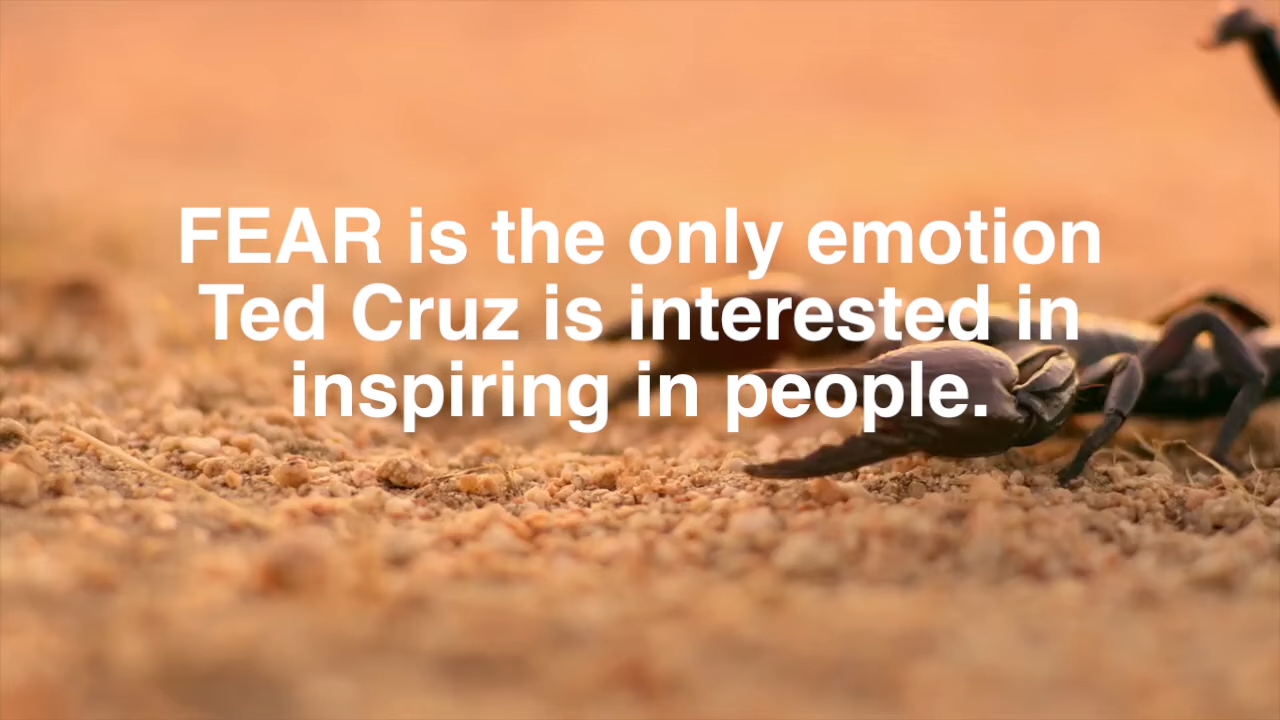 FEAR is the only emotion
Ted Cruz is interested in
inspiring in people.